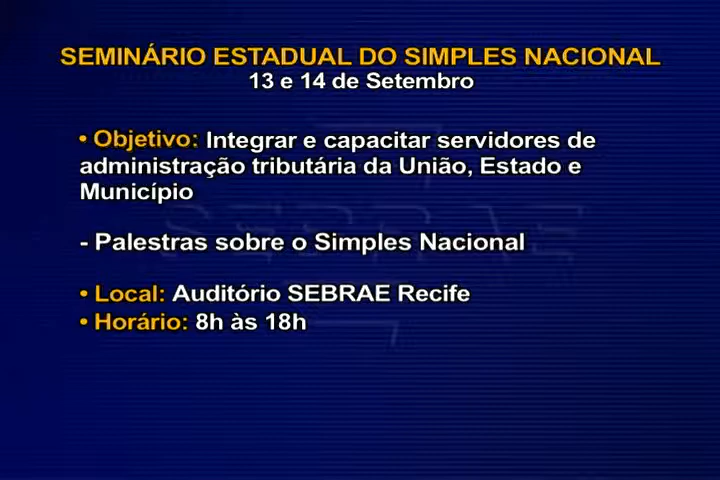 SEMINÁRIO ESTADUAL DO SIMPLES NACIONAL
13 e 14 de Setembro
• Objetivo: Integrar e capacitar servidores de
administração tributária da União, Estado e
Município
- Palestras sobre o Simples Nacional
SEBRAE
• Local: Auditório SEBRAE Recife
• Horário: 8h às 18h